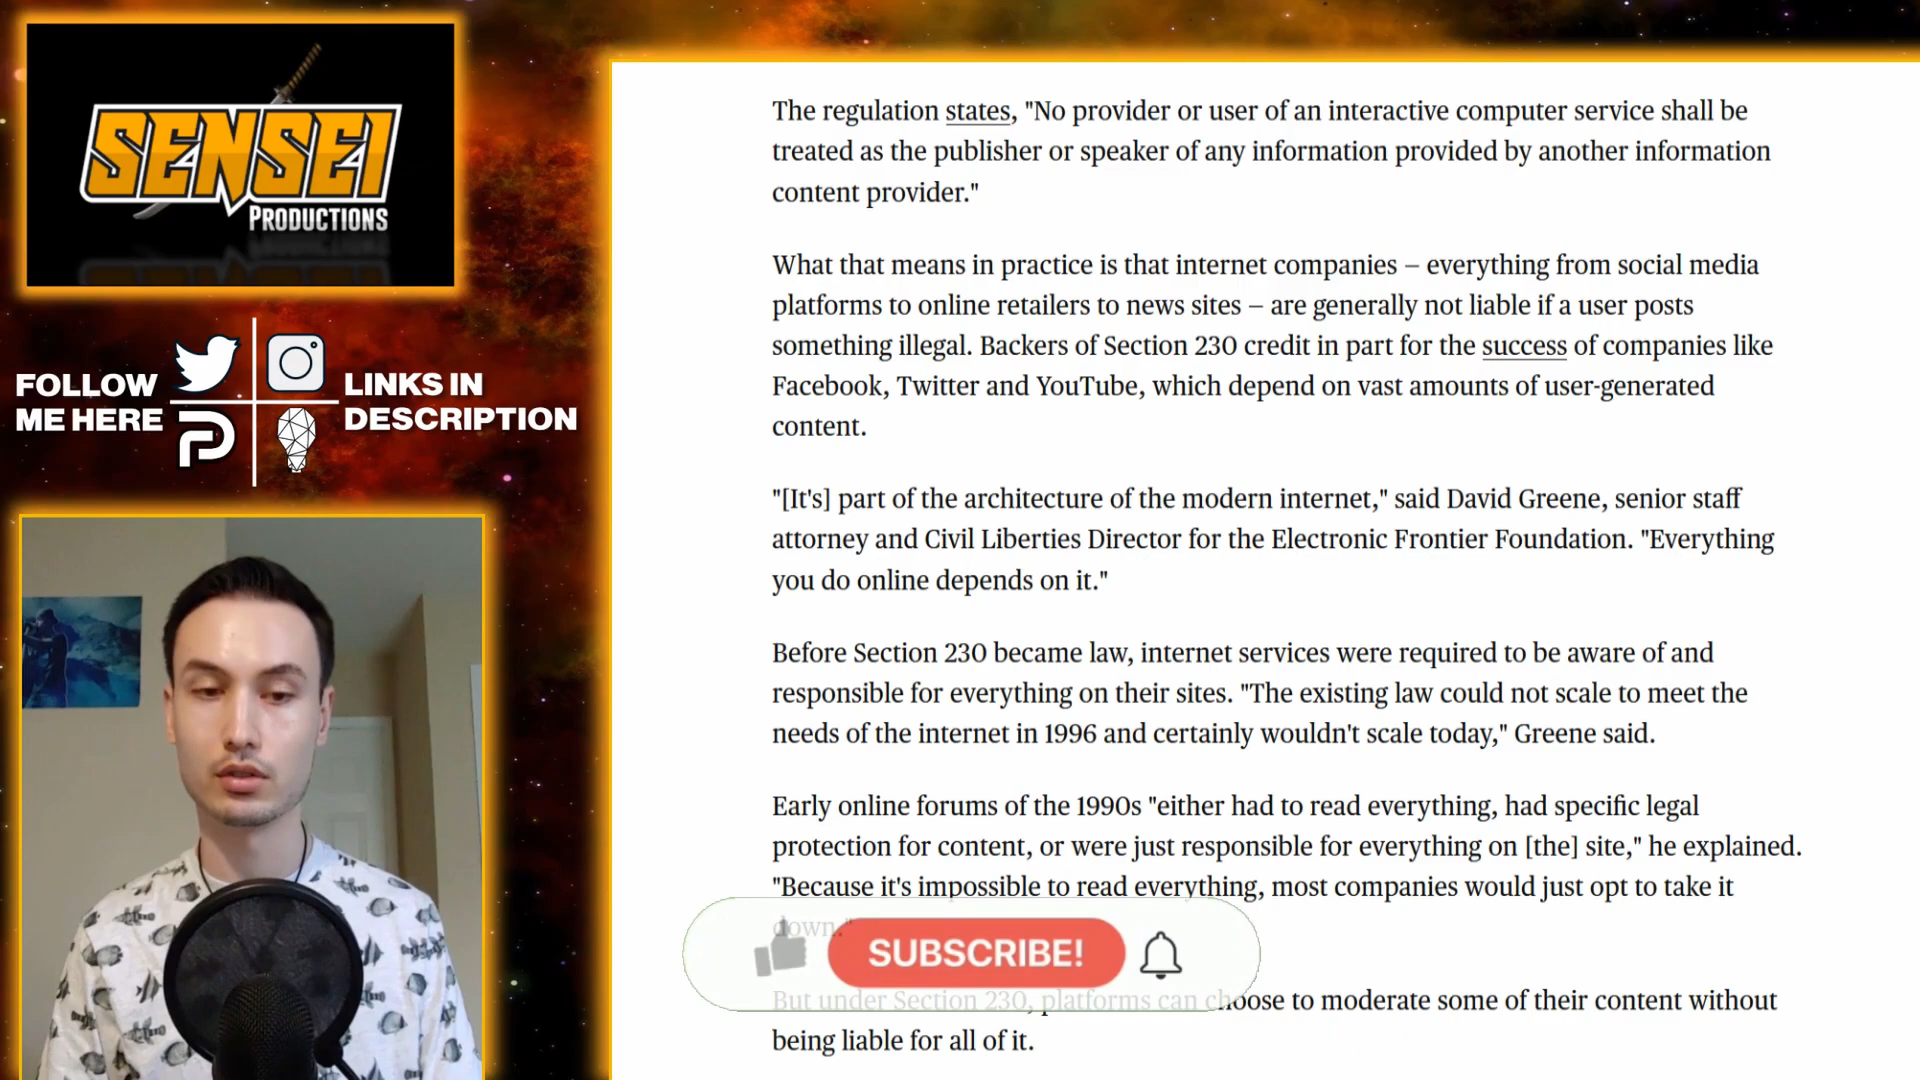 SENSEI
PRODUCTIONS
FOLLOW
ME HERE
LINKS IN
DESCRIPTION
The regulation states, "No provider or user of an interactive computer service shall be
treated as the publisher or speaker of any information provided by another information
content provider."
What that means in practice is that internet companies – everything from social media
platforms to online retailers to news sites – are generally not liable if a user posts
something illegal. Backers of Section 230 credit in part for the success of companies like
Facebook, Twitter and YouTube, which depend on vast amounts of user-generated
content.
"[It's] part of the architecture of the modern internet," said David Greene, senior staff
attorney and Civil Liberties Director for the Electronic Frontier Foundation. "Everything
you do online depends on it."
Before Section 230 became law, internet services were required to be aware of and
responsible for everything on their sites. "The existing law could not scale to meet the
needs of the internet in 1996 and certainly wouldn't scale today," Greene said.
Early online forums of the 1990s "either had to read everything, had specific legal
protection for content, or were just responsible for everything on [the] site," he explained.
"Because it's impossible to read everything, most companies would just opt to take it
down."
SUBSCRIBE!
But under Section 230, platforms can choose to moderate some of their content without
being liable for all of it.